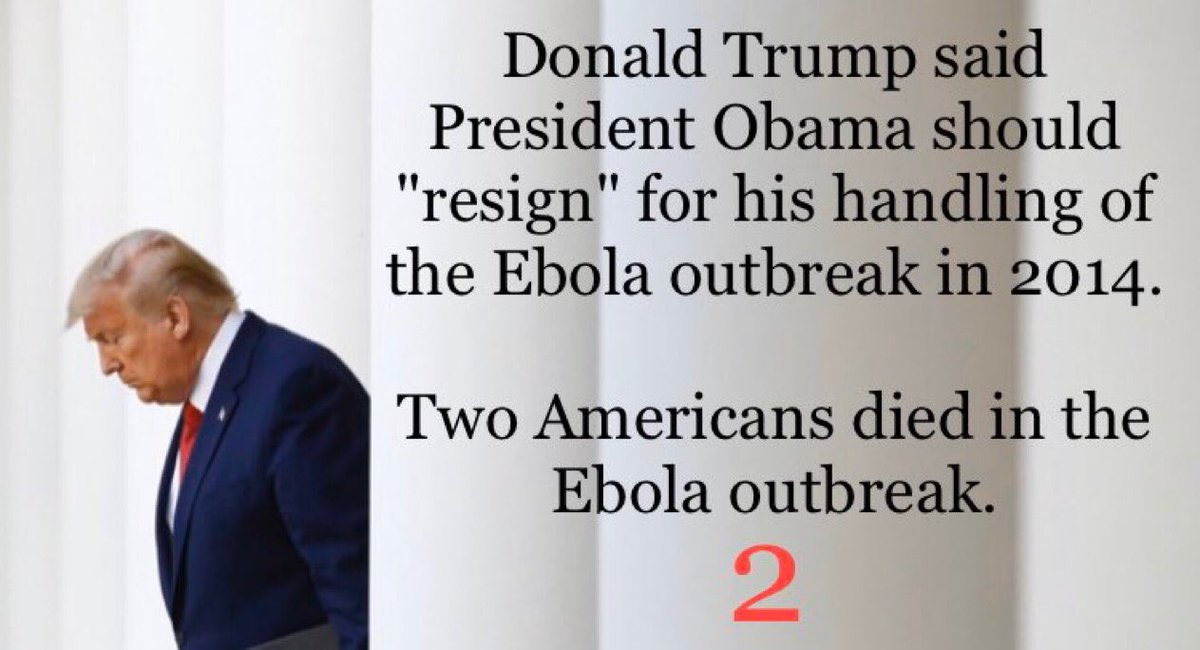 Donald Trump said
President Obama should
"resign" for his handling of
the Ebola outbreak in 2014.
Two Americans died in the
Ebola outbreak.
2